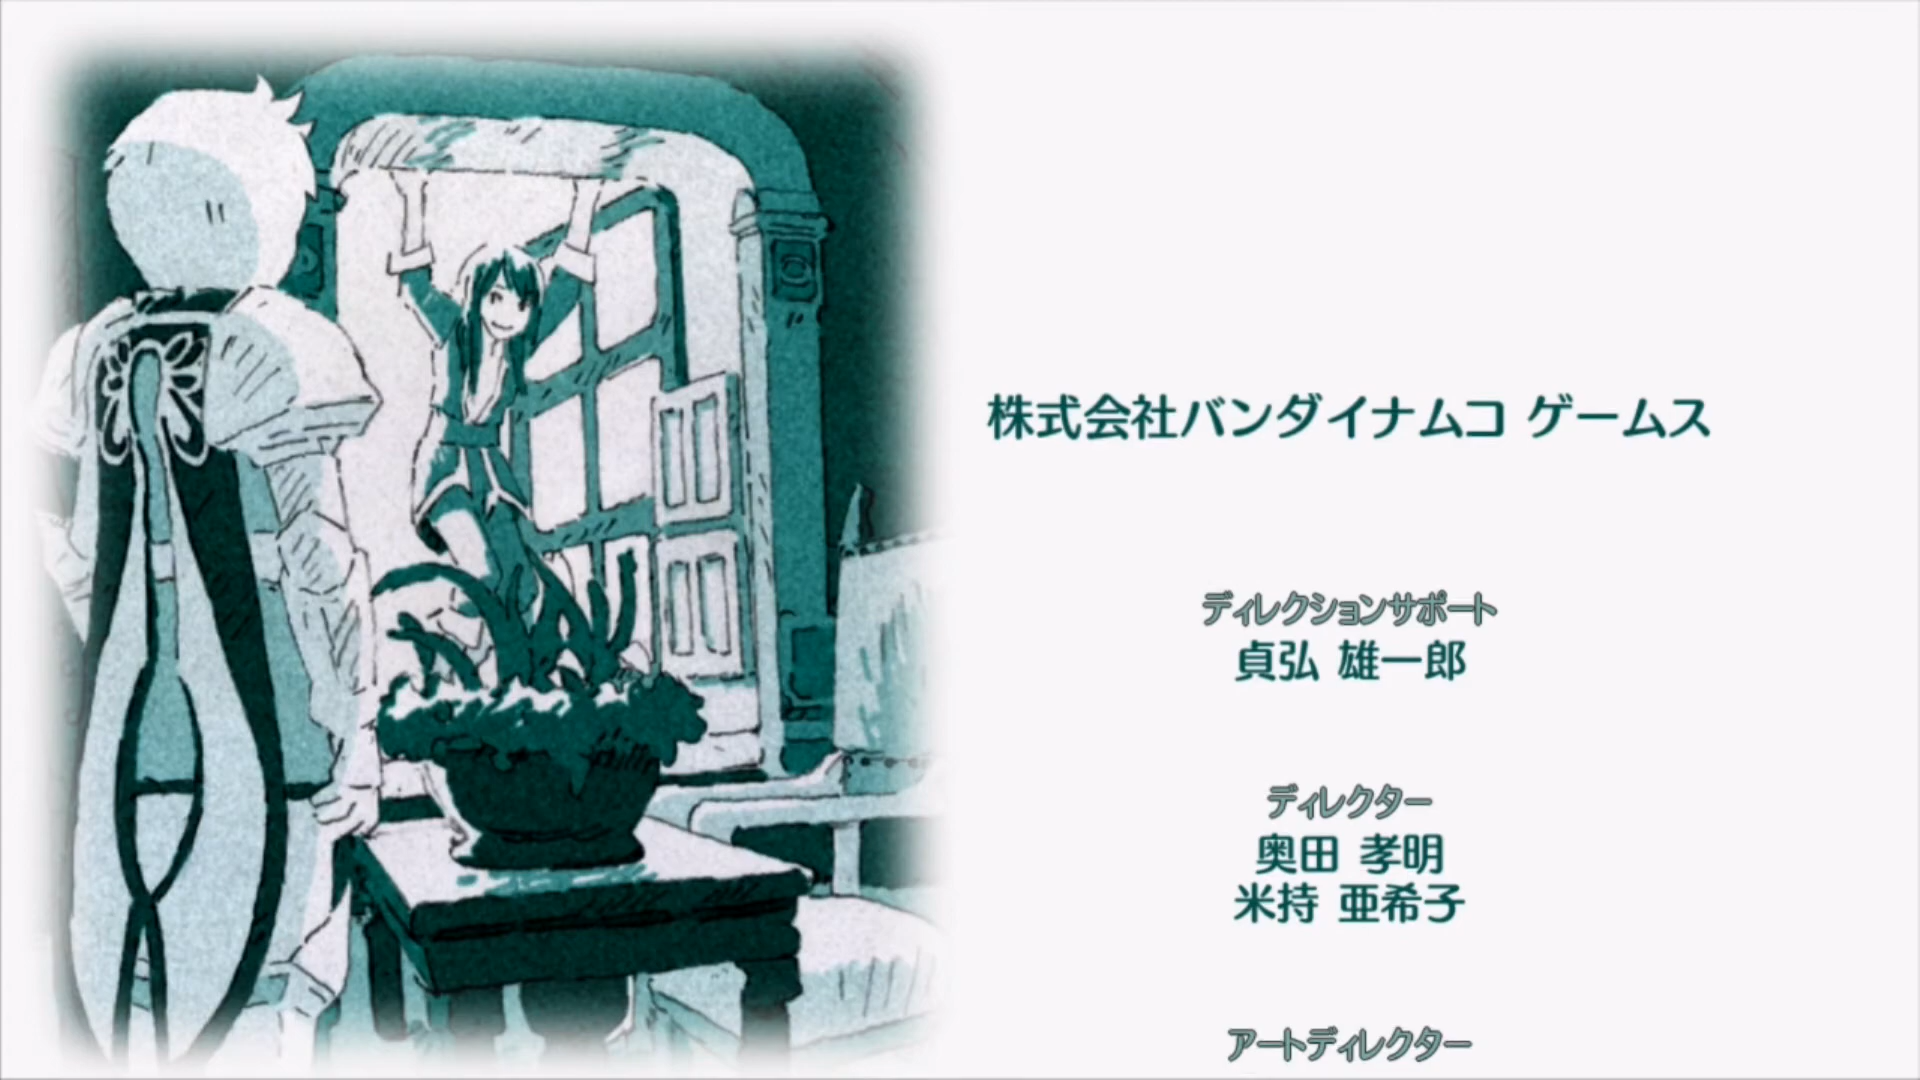 株式会社バンダイナムコ ゲームス
ディレクションサポート
貞弘 雄一郎
ディレクター
奥田 孝明
米持 亜希子
アートディレクター